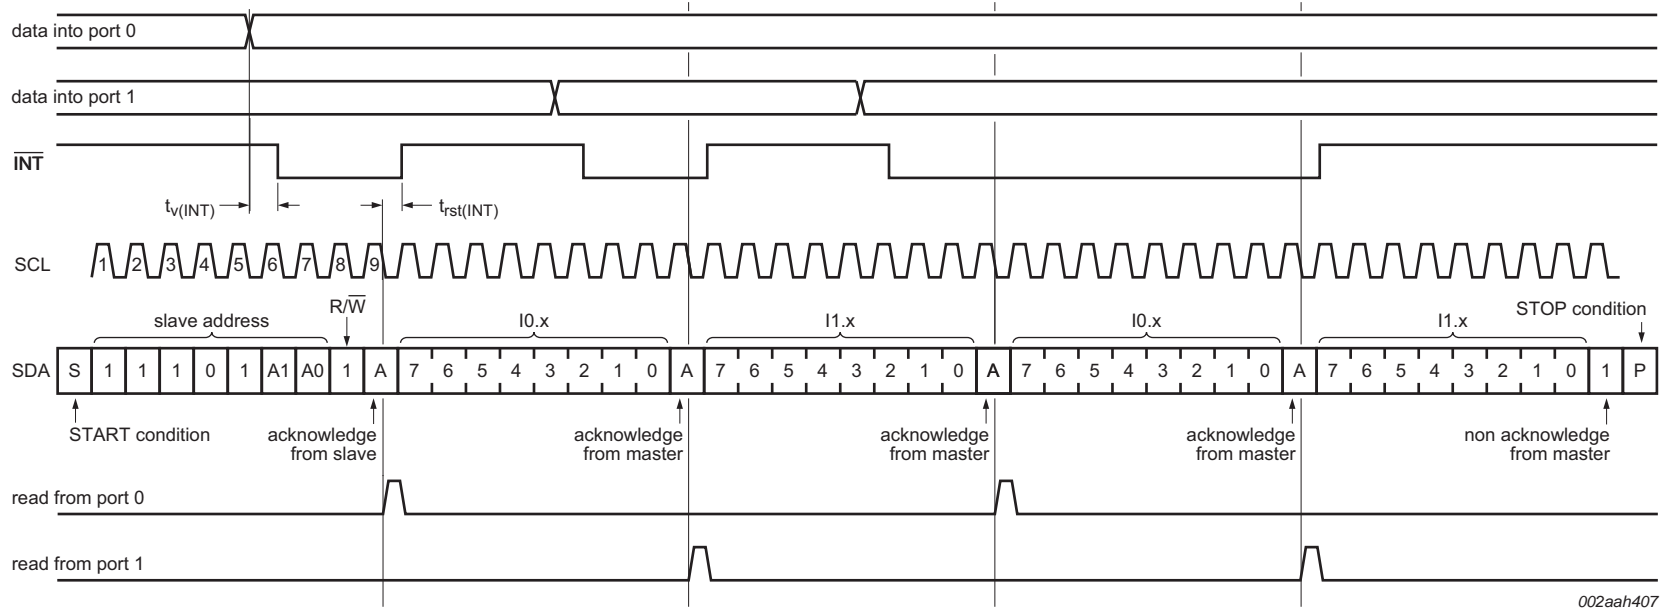 data into port 0
data into port 1
INT
tv(INT)
trst(INT)
SCL
1 2 3 4 5 6 7 8 9
R/W
STOP condition
slave address
I0.x
I1.x
I0.x
I1.x
SDA
S 1 1 1 0 1 A1 A0 1 A 7 6 5 4 3 2 1 0 A 7 6 5 4 3 2 1 0 A 7 6 5 4 3 2 1 0 A 7 6 5 4 3 2 1 0 1 P
START condition
acknowledge
from slave
acknowledge
from master
acknowledge
from master
acknowledge
from master
non acknowledge
from master
read from port 0
read from port 1
002aah407